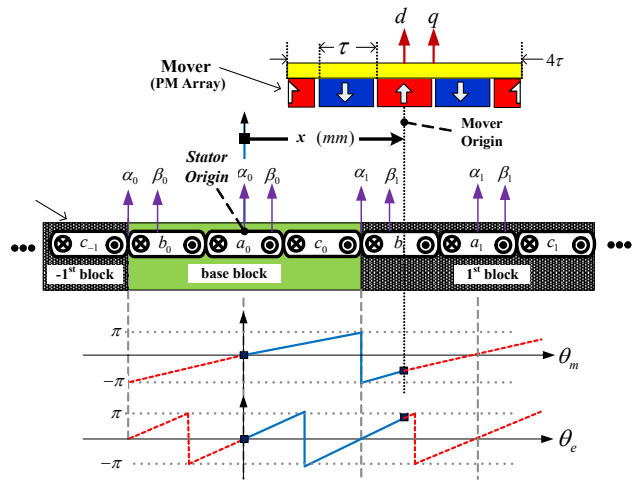 d q
τ
4τ
Mover
(PM Array)
x (mm)
Mover
Origin
Stator
Origin
α₀ β₀ α₀ β₀ α₁ β₁ α₁ β₁
••• c₋₁ b₀ a₀ c₀ b a₁ c₁ •••
-1ˢᵗ block base block 1ˢᵗ block
π
−π
θₘ
π
−π
θₑ